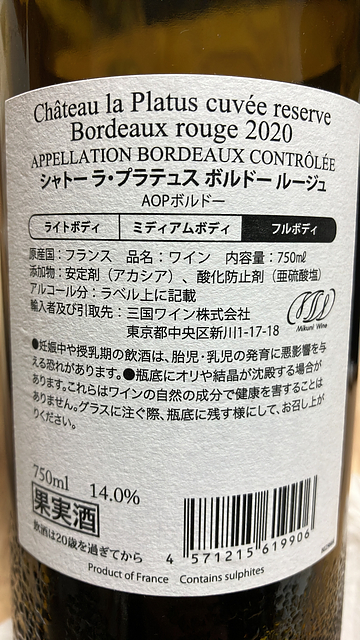 Château la Platus cuvée reserve
Bordeaux rouge 2020
APPELLATION BORDEAUX CONTRÔLÉE
シャトー ラ・プラテュス ボルドー ルージュ
AOPボルドー
ライトボディ ミディアムボディ フルボディ
原産国：フランス 品名：ワイン 内容量：750㎖
添加物：安定剤（アカシア）、酸化防止剤（亜硫酸塩）
アルコール分：ラベル上に記載
輸入者及び引取先：三国ワイン株式会社
東京都中央区新川1-17-18
Mikuni Wine
●妊娠中や授乳期の飲酒は、胎児・乳児の発育に悪影響を与
える恐れがあります。●瓶底にオリや結晶が沈殿する場合が
あります。これらはワインの自然の成分で健康を害することは
ありません。グラスに注ぐ際、瓶底に残す様にして、お召し上が
りください。
750ml 14.0%
果実酒
飲酒は20歳を過ぎてから
4 571215 619906
Product of France Contains sulphites